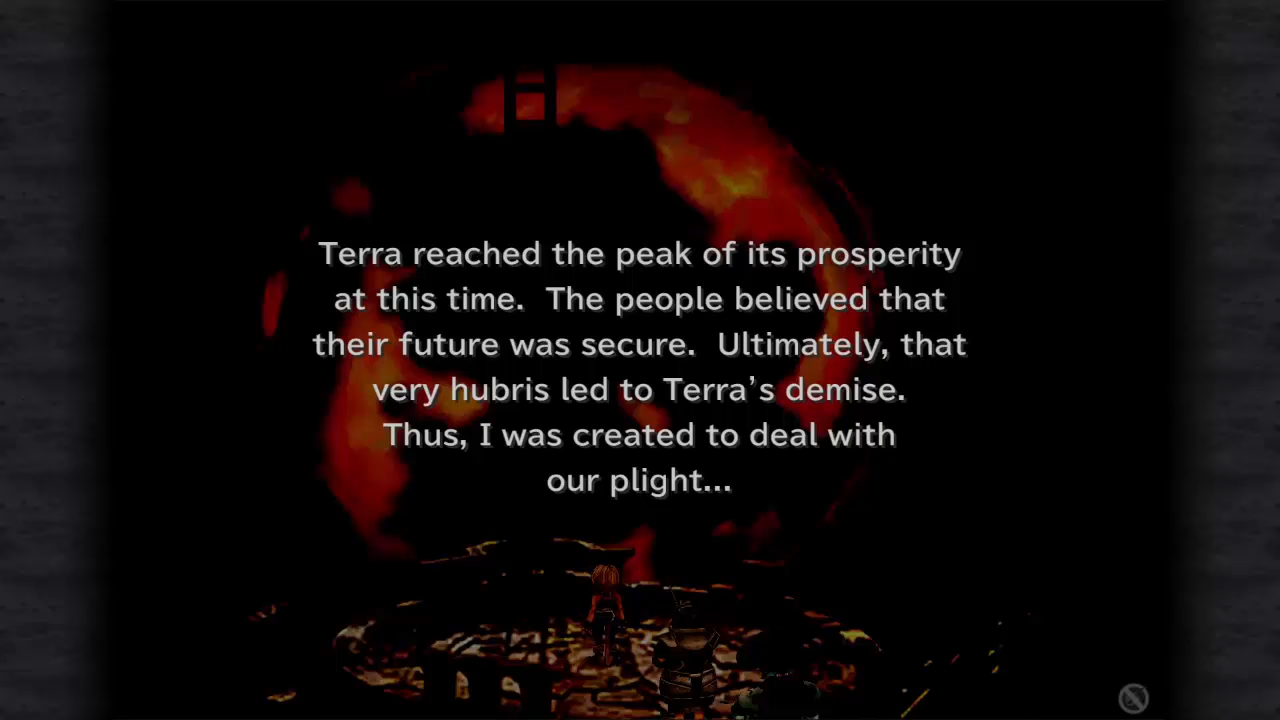 Terra reached the peak of its prosperity
at this time.  The people believed that
their future was secure.  Ultimately, that
very hubris led to Terra’s demise.
Thus, I was created to deal with
our plight...